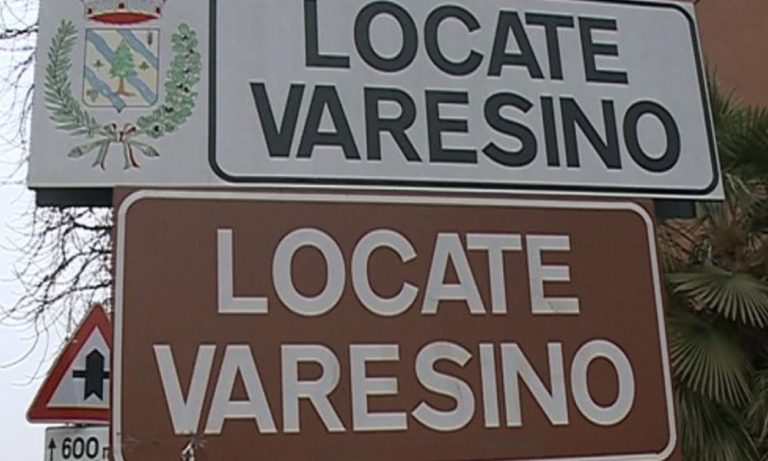 LOCATE
VARESINO
LOCATE
VARESINO
600 m